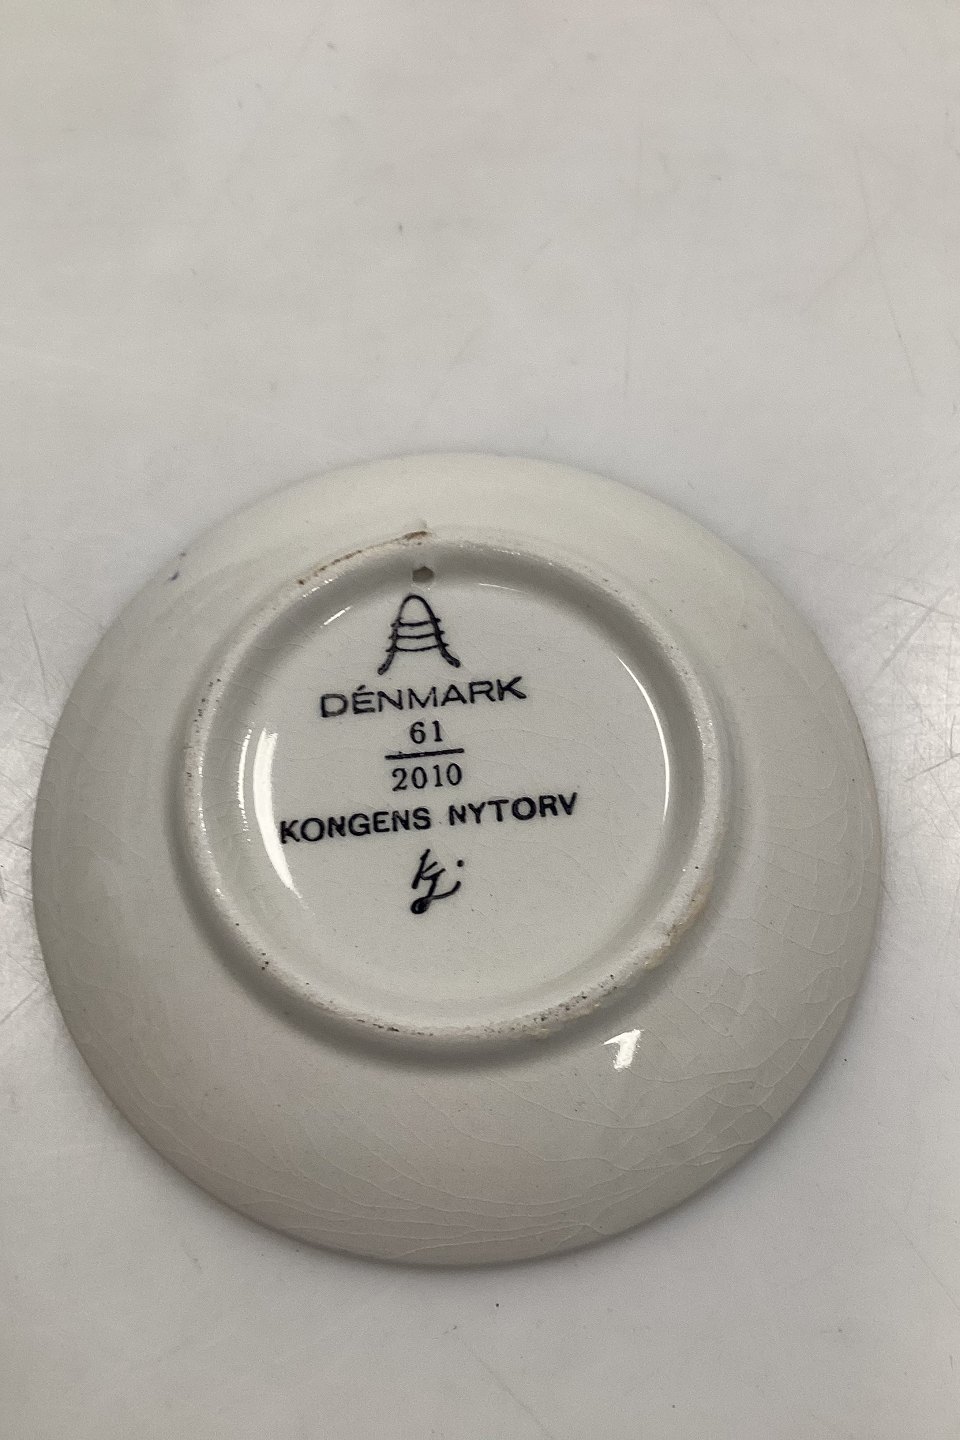 DÉNMARK
61
2010
KONGENS NYTORV